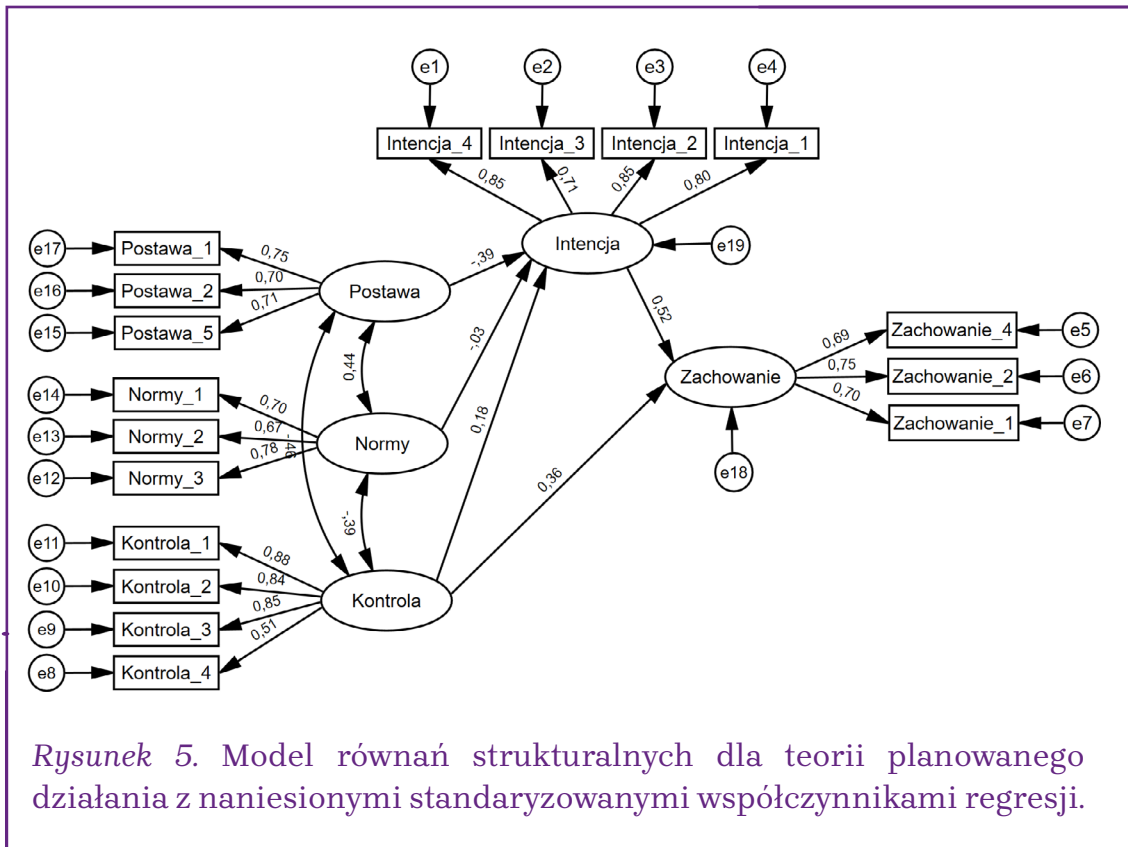 e1 e2 e3 e4
Intencja_4 Intencja_3 Intencja_2 Intencja_1
0,85 0,71 0,85 0,80
Intencja e19
e17 Postawa_1 0,75
e16 Postawa_2 0,70
e15 Postawa_5 0,71
Postawa
-,39
0,52
Zachowanie
0,69 Zachowanie_4 e5
0,75 Zachowanie_2 e6
0,70 Zachowanie_1 e7
e18
0,44
-,03
e14 Normy_1 0,70
e13 Normy_2 0,67
e12 Normy_3 0,78
Normy
-,46
0,18
0,36
-,39
e11 Kontrola_1 0,88
e10 Kontrola_2 0,84
e9 Kontrola_3 0,85
e8 Kontrola_4 0,51
Kontrola
Rysunek 5. Model równań strukturalnych dla teorii planowanego
działania z naniesionymi standaryzowanymi współczynnikami regresji.